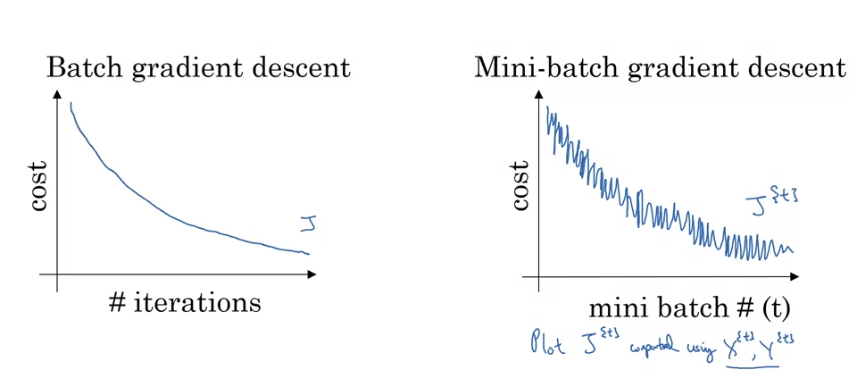 Batch gradient descent
cost
J
# iterations
Mini-batch gradient descent
cost
J^{t}
mini batch # (t)
Plot J^{t} computed using X^{t}, Y^{t}